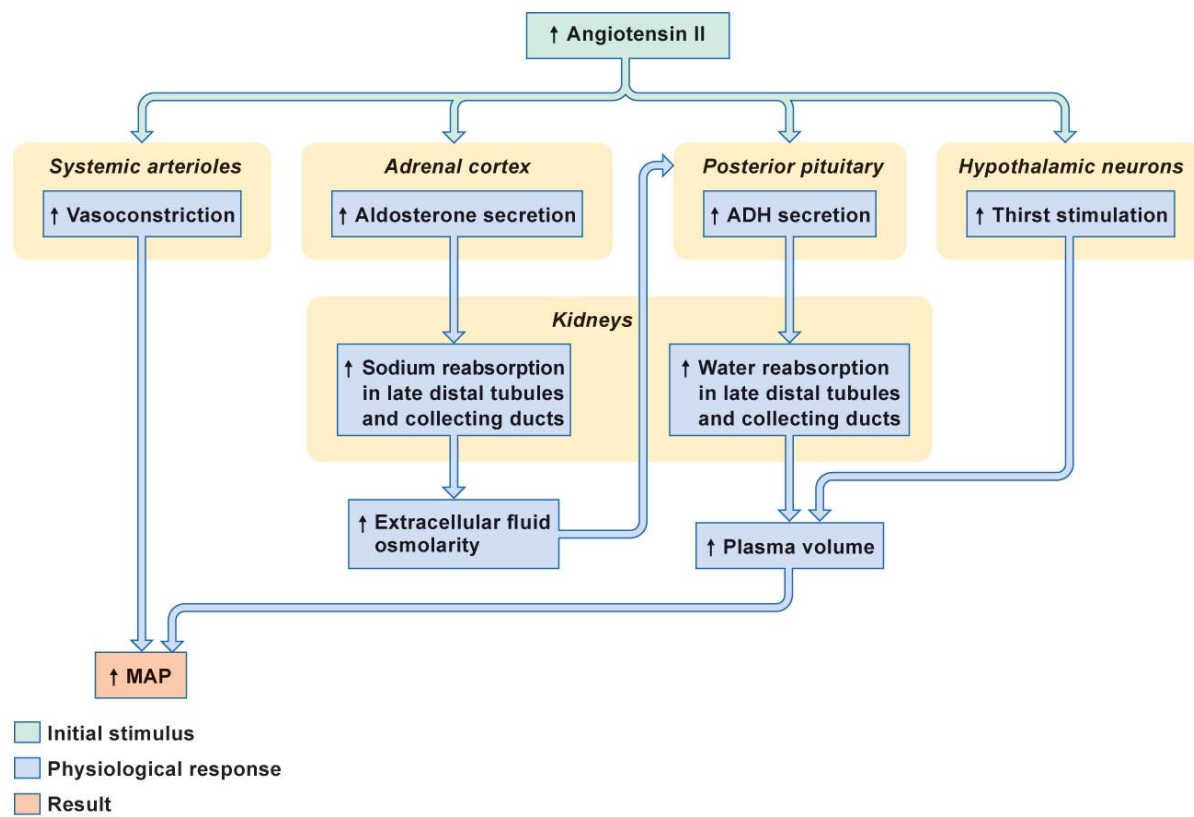 ↑ Angiotensin II
Systemic arterioles
↑ Vasoconstriction
Adrenal cortex
↑ Aldosterone secretion
Posterior pituitary
↑ ADH secretion
Hypothalamic neurons
↑ Thirst stimulation
Kidneys
↑ Sodium reabsorption
in late distal tubules
and collecting ducts
↑ Water reabsorption
in late distal tubules
and collecting ducts
↑ Extracellular fluid
osmolarity
↑ Plasma volume
↑ MAP
Initial stimulus
Physiological response
Result